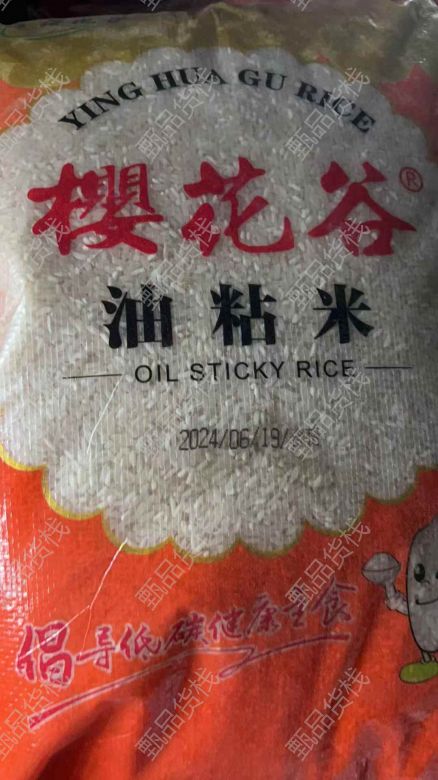 YING HUA GU RICE
櫻花谷®
油粘米
OIL STICKY RICE
2024/06/19/
倡导低碳健康主食
甄品货栈